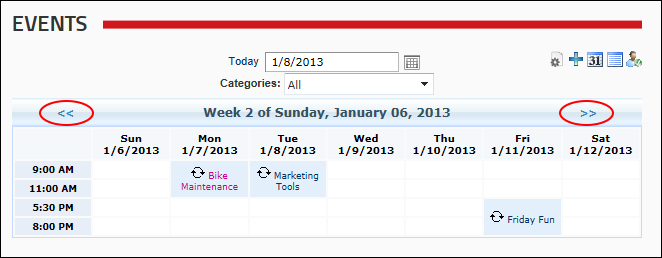 EVENTS
Today 1/8/2013
31
Categories: All
<< Week 2 of Sunday, January 06, 2013 >>
Sun Mon Tue Wed Thu Fri Sat
1/6/2013 1/7/2013 1/8/2013 1/9/2013 1/10/2013 1/11/2013 1/12/2013
9:00 AM Bike Marketing
11:00 AM Maintenance Tools
5:30 PM
Friday Fun
8:00 PM